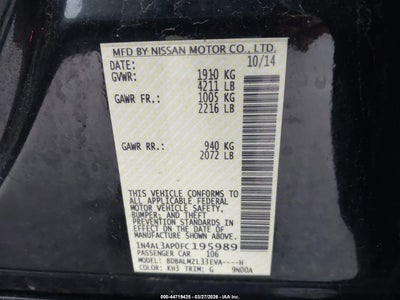 MFD BY NISSAN MOTOR CO., LTD.
DATE: 10/14
GVWR: 1910 KG
4211 LB
GAWR FR.: 1005 KG
2216 LB
GAWR RR.: 940 KG
2072 LB
THIS VEHICLE CONFORMS TO ALL
APPLICABLE FEDERAL
MOTOR VEHICLE SAFETY,
BUMPER, AND THEFT
PREVENTION STANDARDS IN
EFFECT ON THE DATE OF
MANUFACTURE SHOWN ABOVE.
1N4AL3AP0FC195989
PASSENGER CAR 106
MODEL: BDBALM2L33EVA----H
COLOR: KH3 TRIM: G 9N00A
ID: 44719425 - 03/27/2026 - © IAA, Inc.